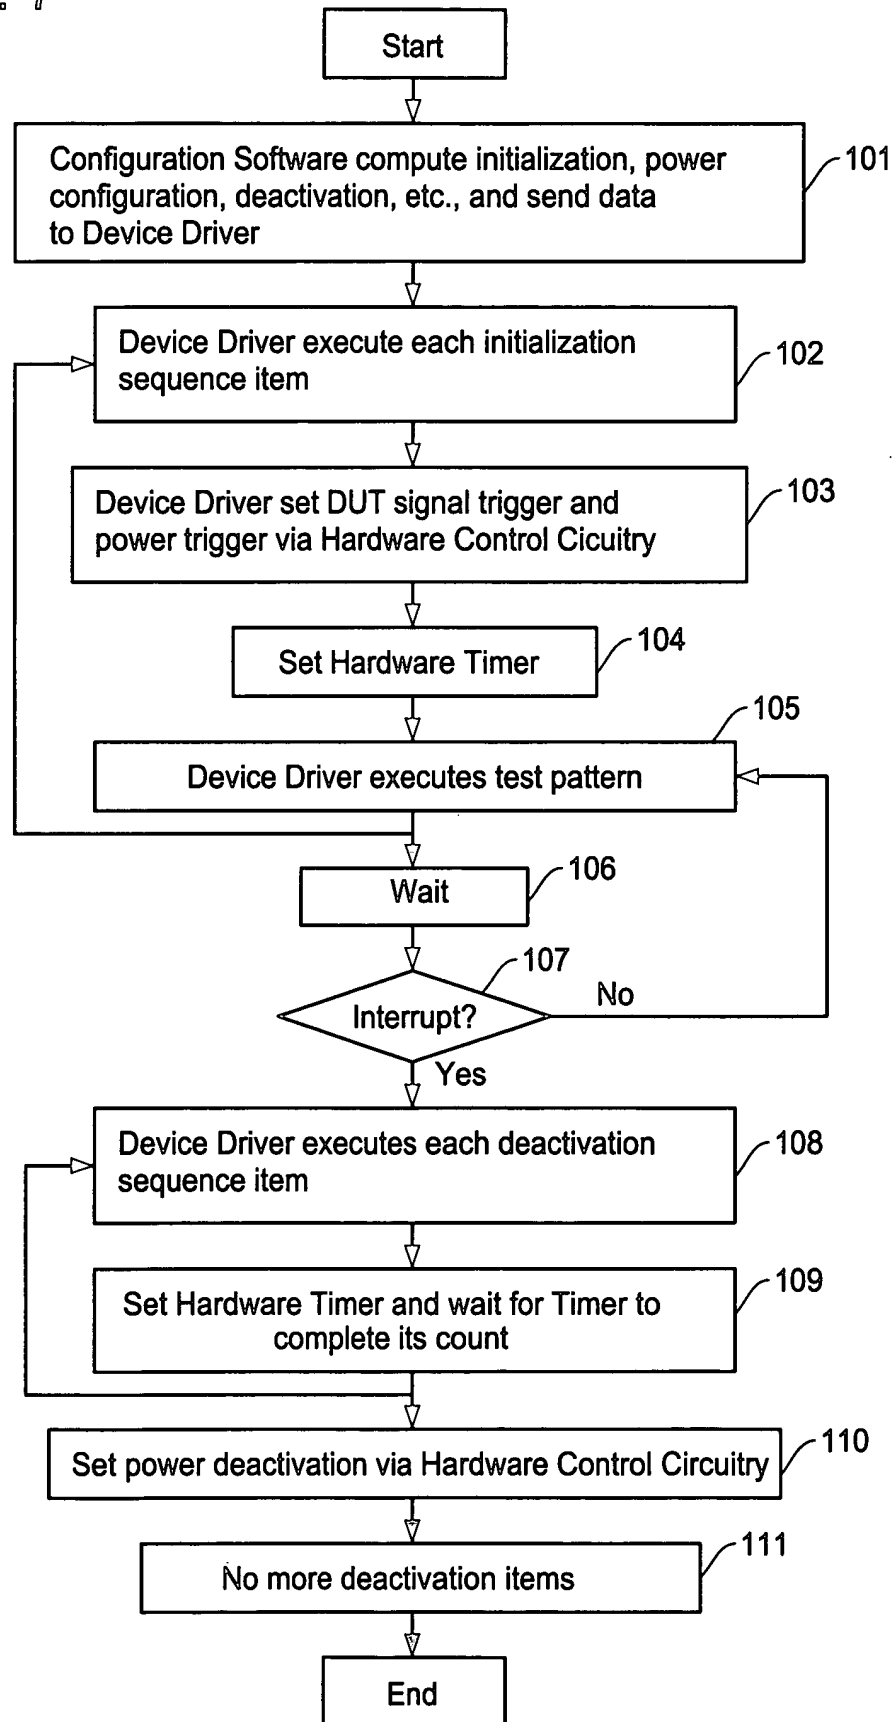 Start
Configuration Software compute initialization, power
configuration, deactivation, etc., and send data
to Device Driver
101
Device Driver execute each initialization
sequence item
102
Device Driver set DUT signal trigger and
power trigger via Hardware Control Cicuitry
103
Set Hardware Timer
104
105
Device Driver executes test pattern
Wait
106
107
Interrupt?
No
Yes
Device Driver executes each deactivation
sequence item
108
Set Hardware Timer and wait for Timer to
complete its count
109
Set power deactivation via Hardware Control Circuitry
110
111
No more deactivation items
End